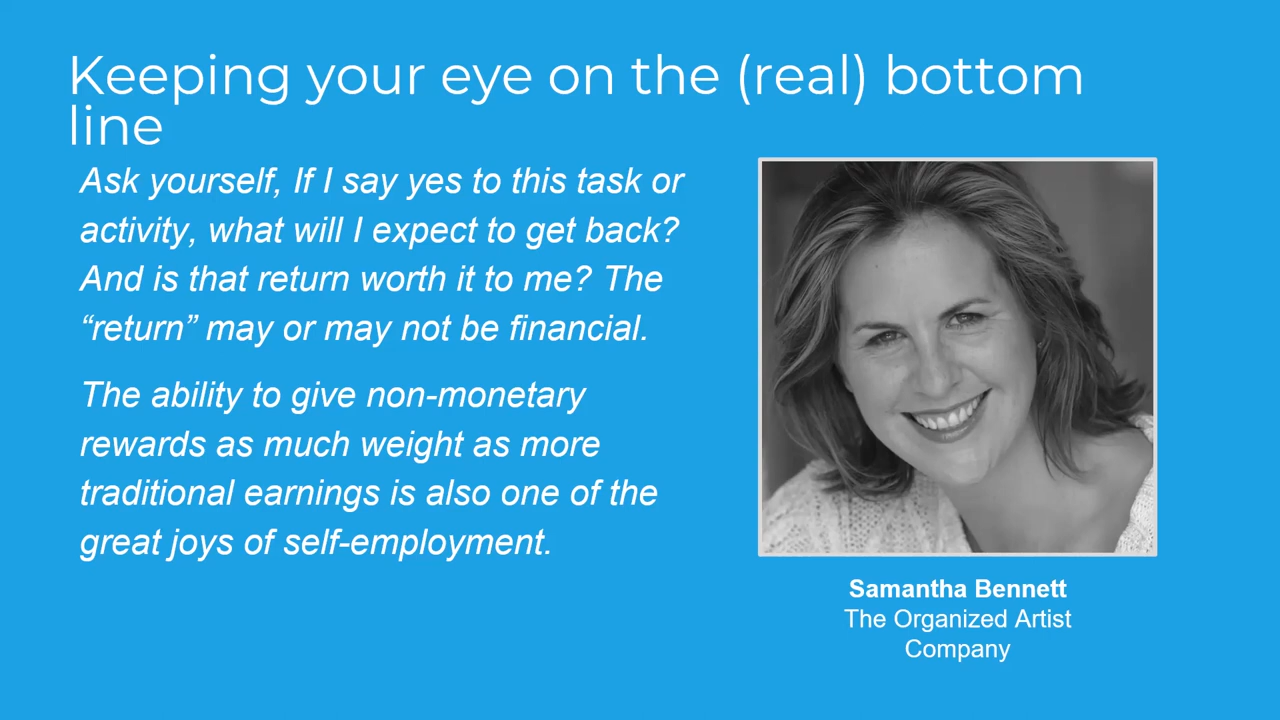 Keeping your eye on the (real) bottom
line
Ask yourself, If I say yes to this task or
activity, what will I expect to get back?
And is that return worth it to me? The
“return” may or may not be financial.
The ability to give non-monetary
rewards as much weight as more
traditional earnings is also one of the
great joys of self-employment.
Samantha Bennett
The Organized Artist
Company